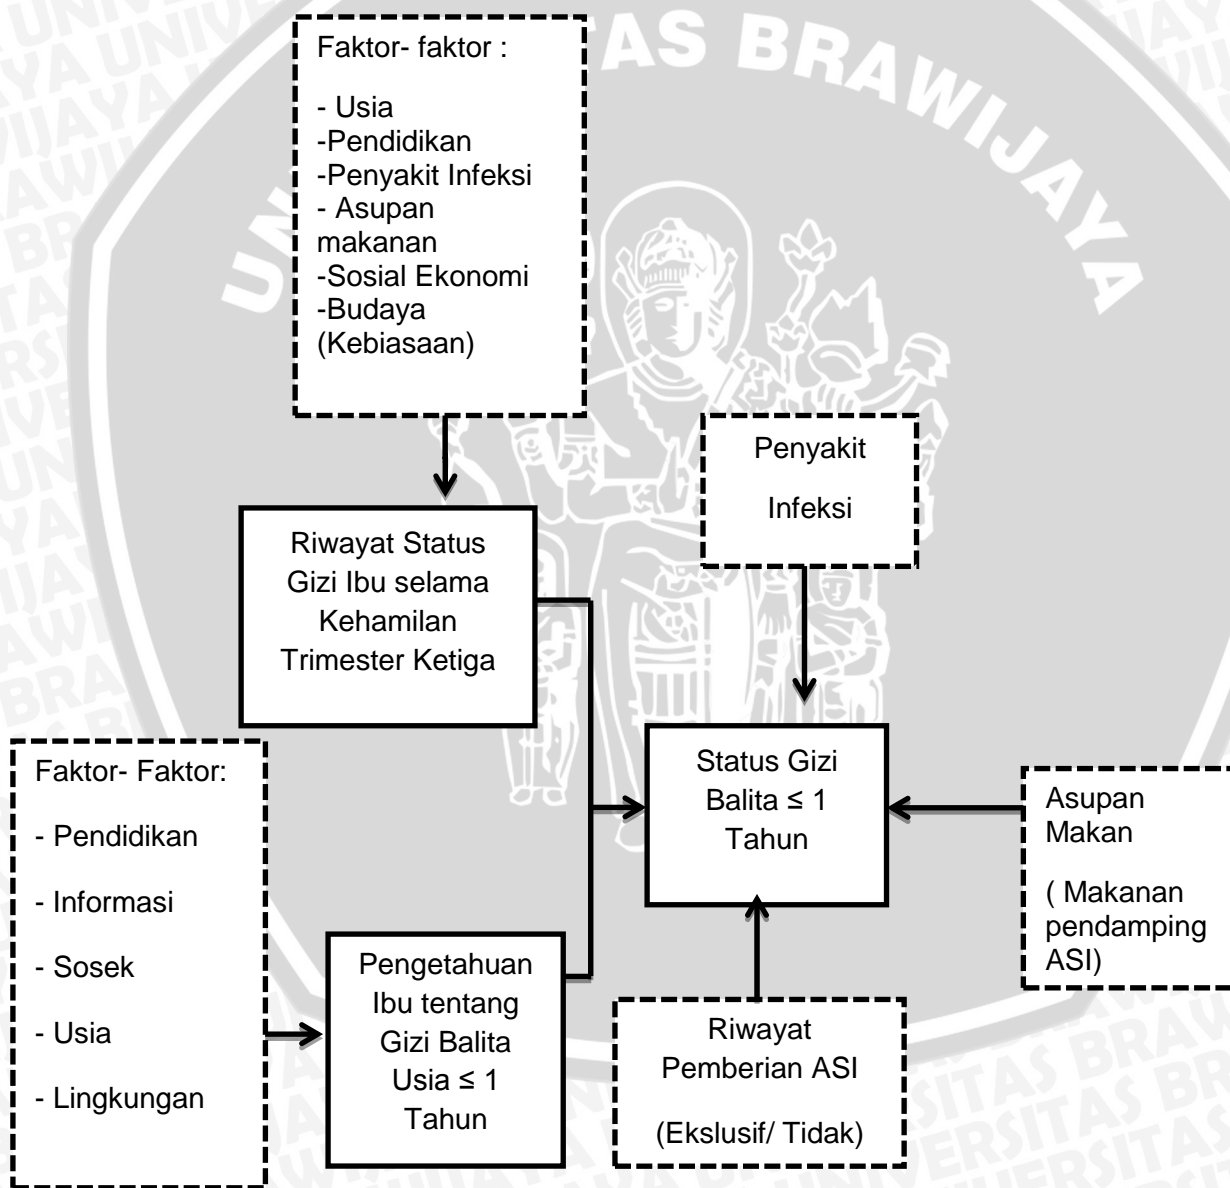 Faktor- faktor :
- Usia
-Pendidikan
-Penyakit Infeksi
- Asupan
makanan
-Sosial Ekonomi
-Budaya
(Kebiasaan)
Penyakit
Infeksi
Riwayat Status
Gizi Ibu selama
Kehamilan
Trimester Ketiga
Faktor- Faktor:
- Pendidikan
- Informasi
- Sosek
- Usia
- Lingkungan
Status Gizi
Balita ≤ 1
Tahun
Asupan
Makan
( Makanan
pendamping
ASI)
Pengetahuan
Ibu tentang
Gizi Balita
Usia ≤ 1
Tahun
Riwayat
Pemberian ASI
(Ekslusif/ Tidak)
TAS BRAWIJAYA